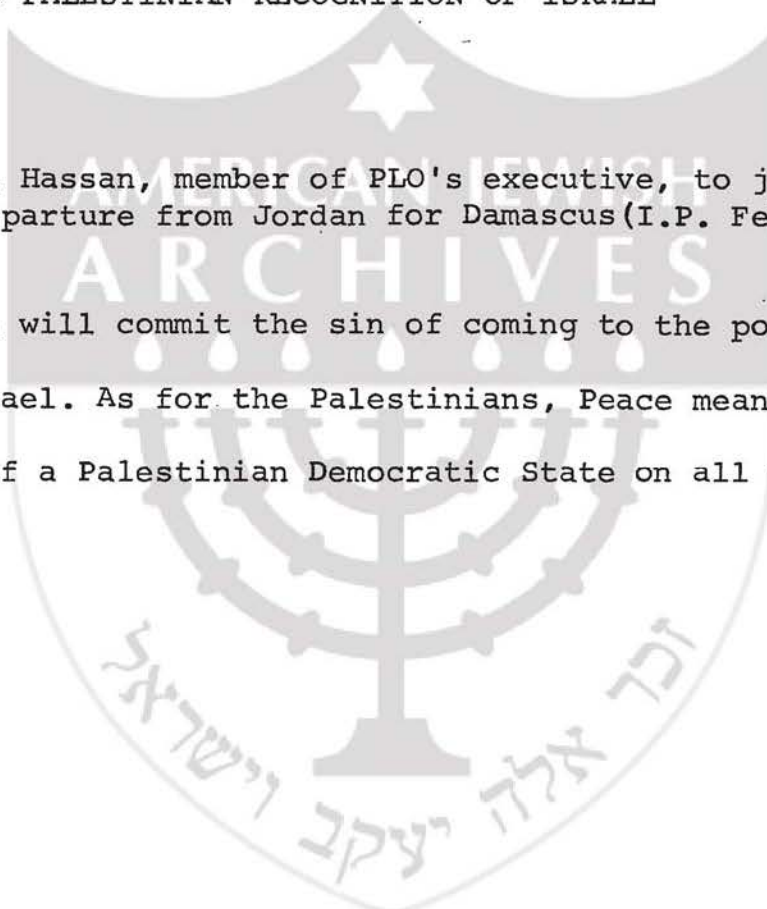 PALESTINIAN RECOGNITION OF ISRAEL
AMERICAN JEWISH
ARCHIVES
Hassan, member of PLO's executive, to j
parture from Jordan for Damascus(I.P. Fe
will commit the sin of coming to the po
ael. As for the Palestinians, Peace mean
f a Palestinian Democratic State on all
זכר אלה יעקב וישראל